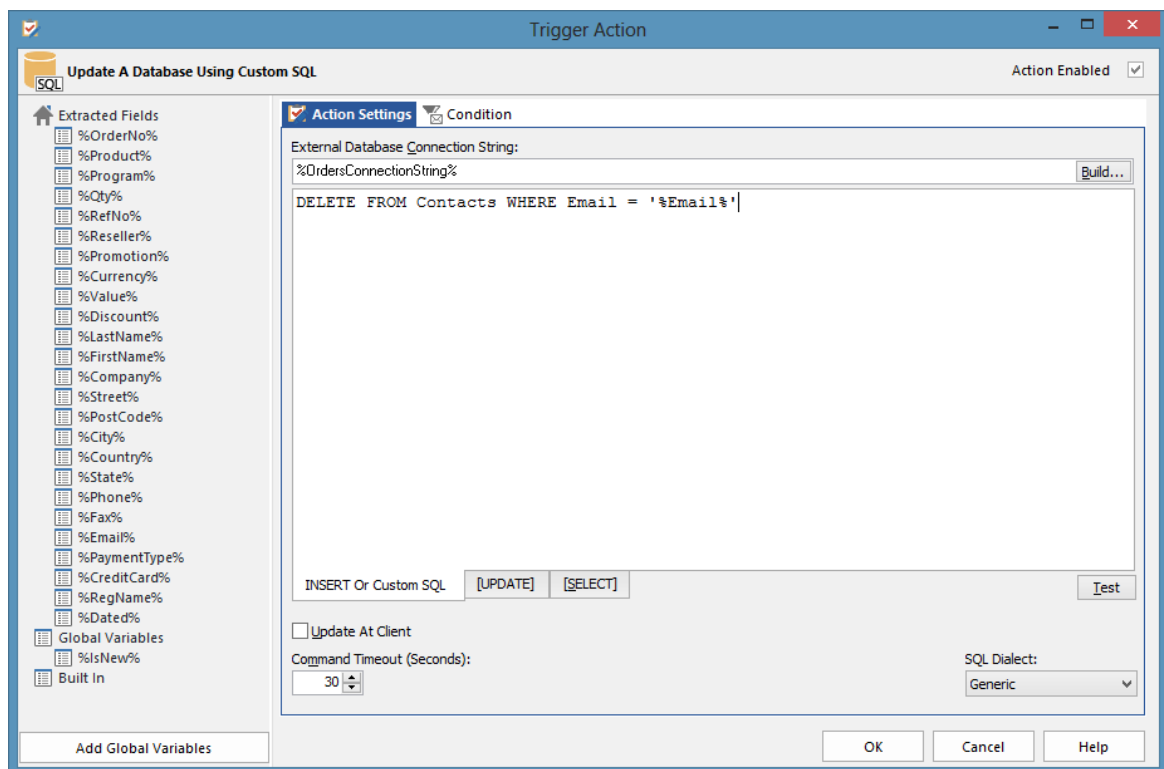 Trigger Action
SQL
Update A Database Using Custom SQL
Action Enabled
Extracted Fields
%OrderNo%
%Product%
%Program%
%Qty%
%RefNo%
%Reseller%
%Promotion%
%Currency%
%Value%
%Discount%
%LastName%
%FirstName%
%Company%
%Street%
%PostCode%
%City%
%Country%
%State%
%Phone%
%Fax%
%Email%
%PaymentType%
%CreditCard%
%RegName%
%Dated%
Global Variables
%IsNew%
Built In
Add Global Variables
Action Settings
Condition
External Database Connection String:
%OrdersConnectionString%
Build...
DELETE FROM Contacts WHERE Email = '%Email%'
INSERT Or Custom SQL
[UPDATE]
[SELECT]
Test
Update At Client
Command Timeout (Seconds):
30
SQL Dialect:
Generic
OK
Cancel
Help